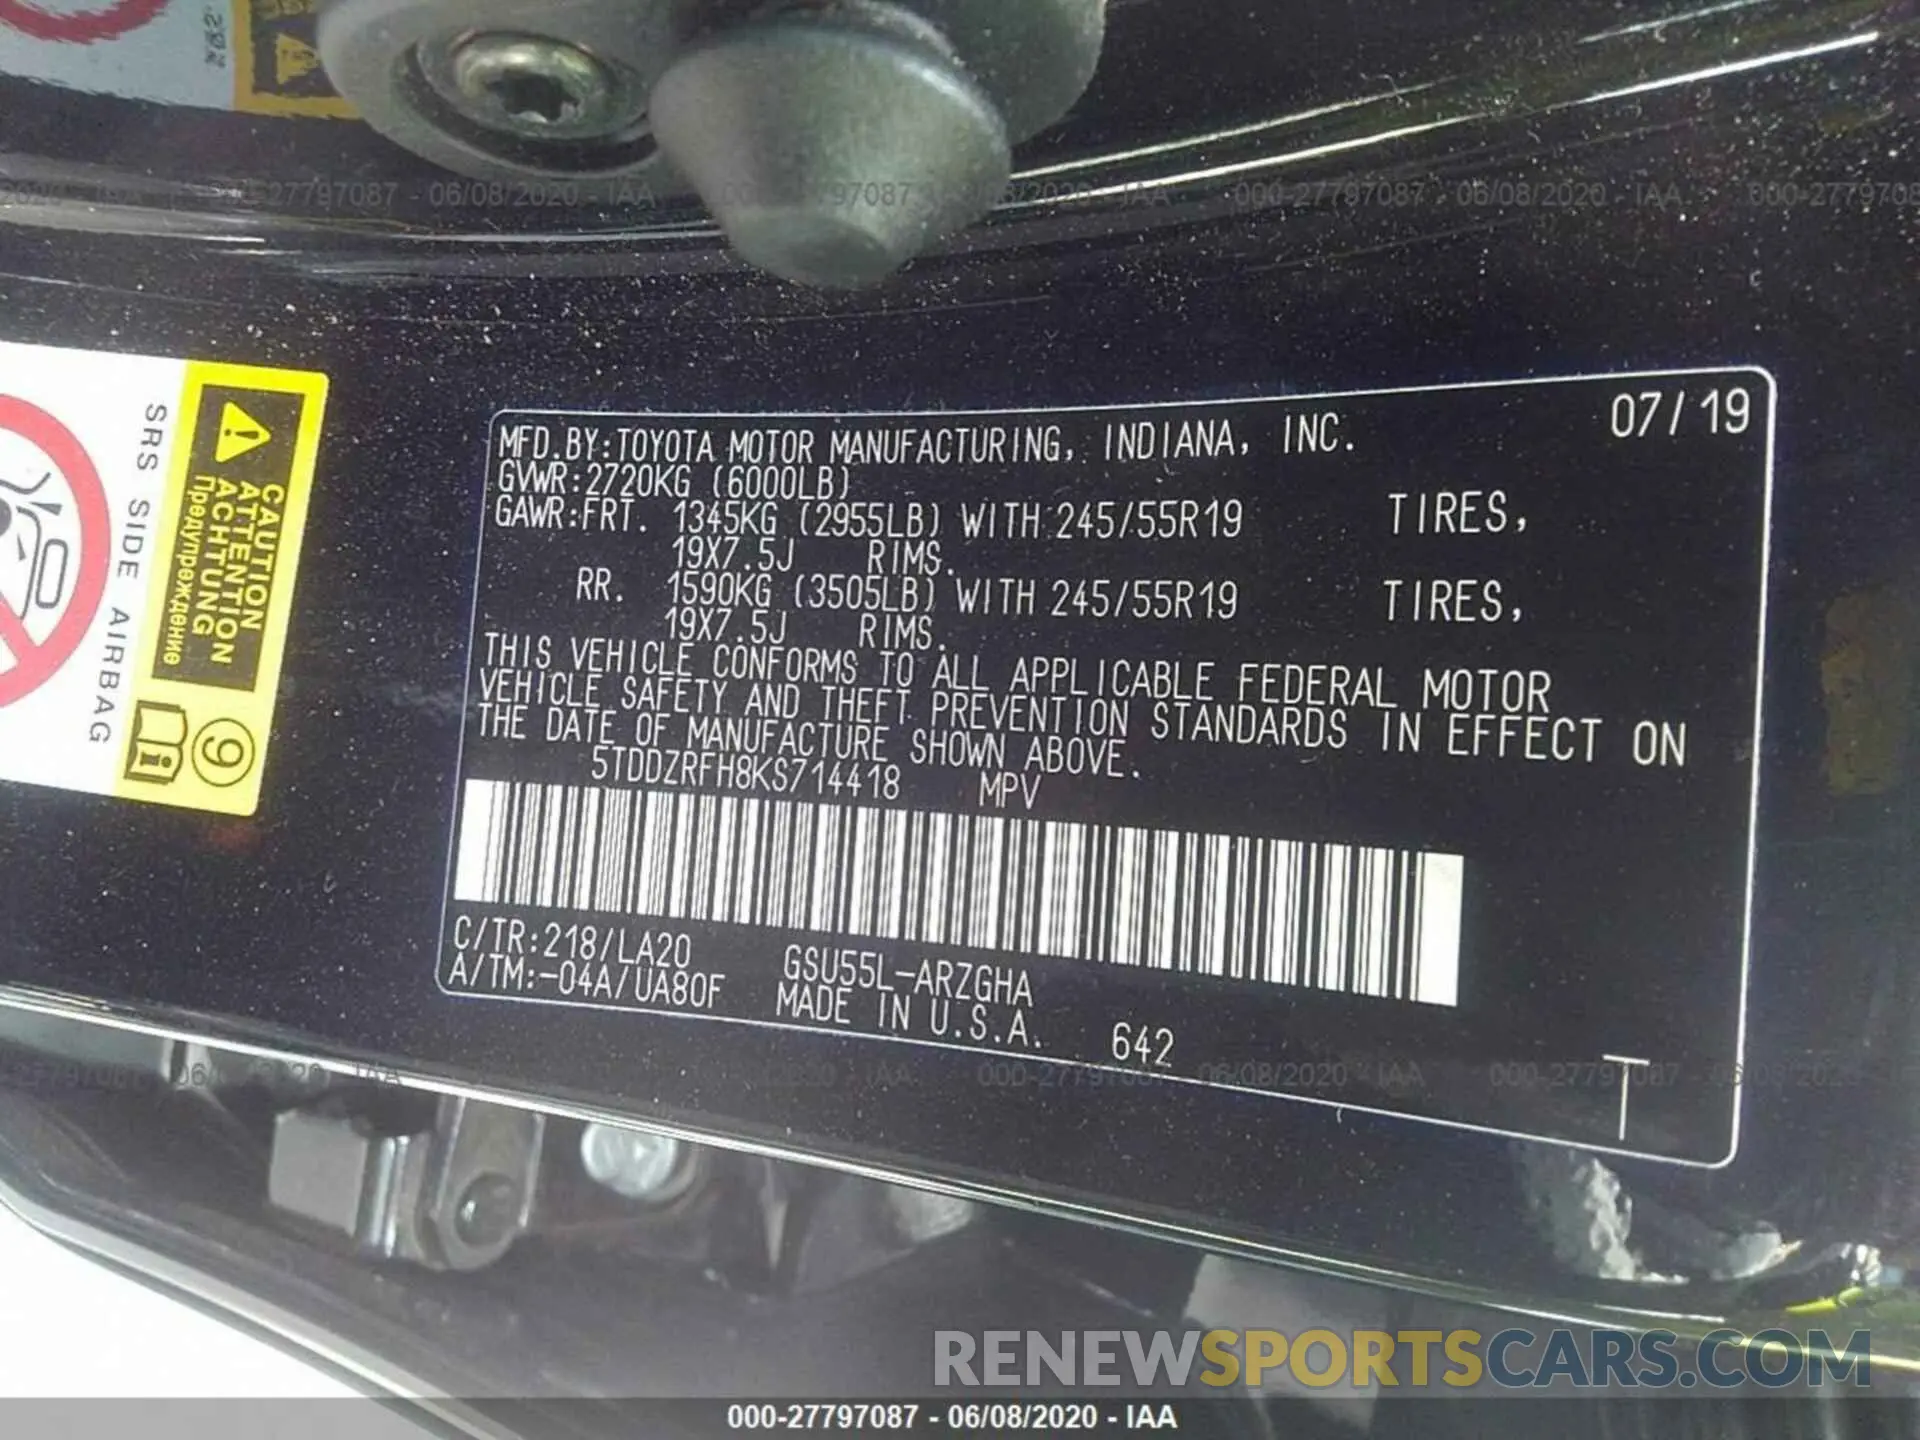 000-27797087 - 06/08/2020 - IAA
07/19
MFD.BY:TOYOTA MOTOR MANUFACTURING, INDIANA, INC.
GVWR:2720KG (6000LB)
GAWR:FRT. 1345KG (2955LB) WITH 245/55R19 TIRES,
19X7.5J RIMS.
RR. 1590KG (3505LB) WITH 245/55R19 TIRES,
19X7.5J RIMS.
THIS VEHICLE CONFORMS TO ALL APPLICABLE FEDERAL MOTOR
VEHICLE SAFETY AND THEFT PREVENTION STANDARDS IN EFFECT ON
THE DATE OF MANUFACTURE SHOWN ABOVE.
5TDDZRFH8KS714418 MPV
C/TR:218/LA20 GSU55L-ARZGHA
A/TM:-04A/UA80F MADE IN U.S.A. 642
T
CAUTION
ATTENTION
ACHTUNG
Предупреждение
SRS SIDE AIRBAG
9
RENEWSPORTSCARS.COM
000-27797087 - 06/08/2020 - IAA